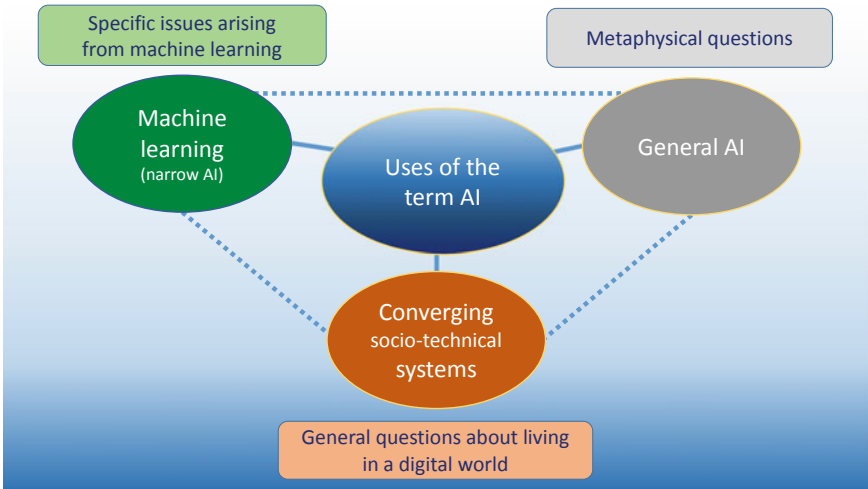 Specific issues arising
from machine learning
Metaphysical questions
Machine
learning
(narrow AI)
Uses of the
term AI
General AI
Converging
socio-technical
systems
General questions about living
in a digital world